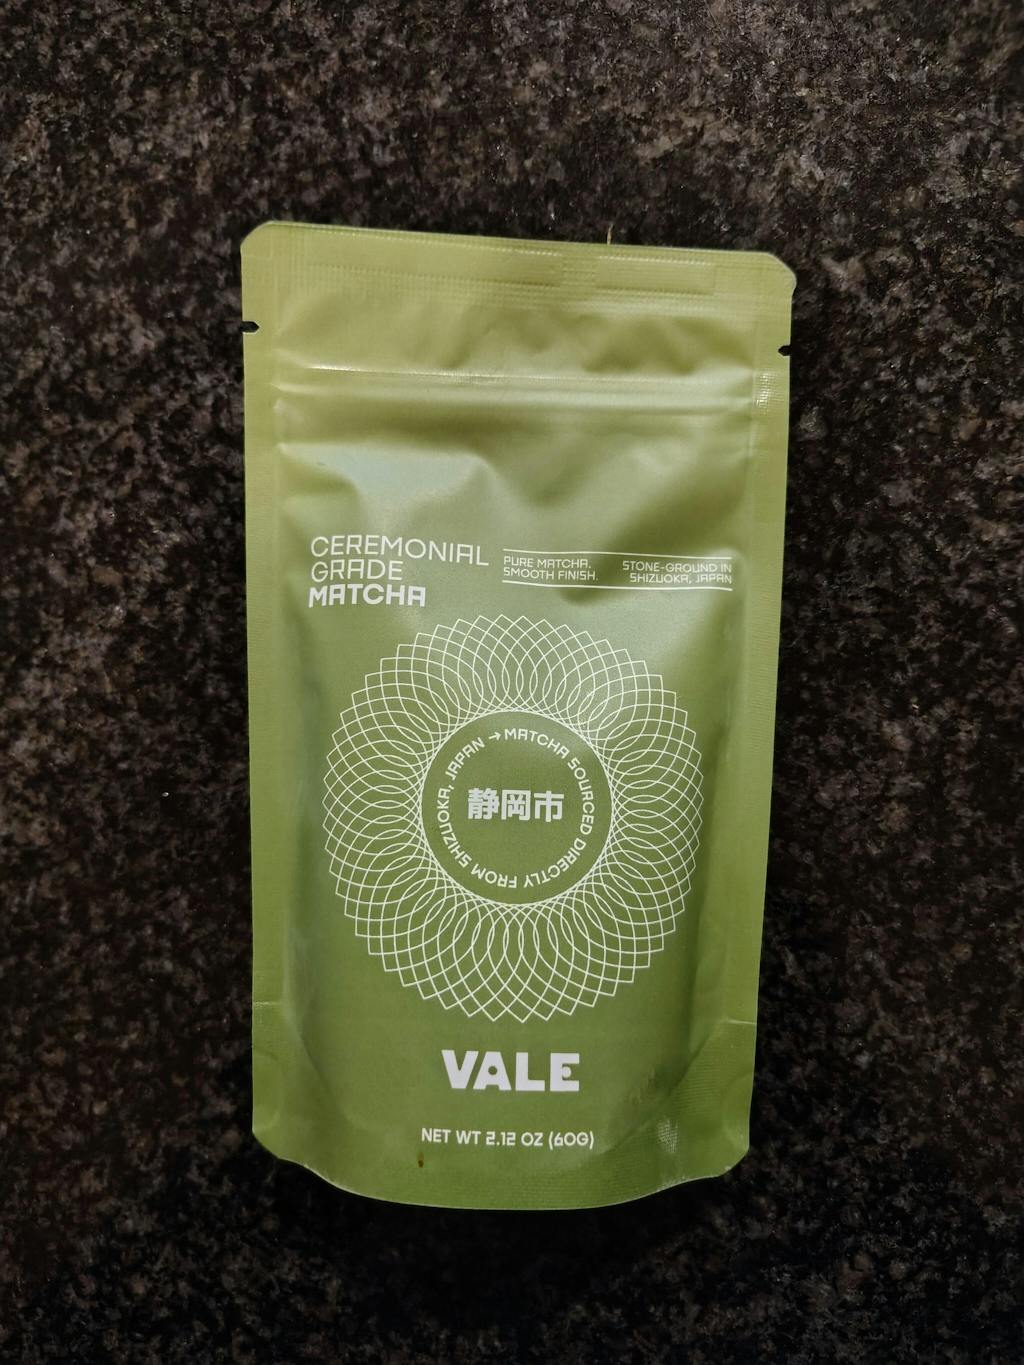 CEREMONIAL
GRADE
MATCHA
PURE MATCHA.
SMOOTH FINISH.
STONE-GROUND IN
SHIZUOKA, JAPAN
→ MATCHA SOURCED DIRECTLY FROM SHIZUOKA, JAPAN
静岡市
VALE
NET WT 2.12 OZ (60G)